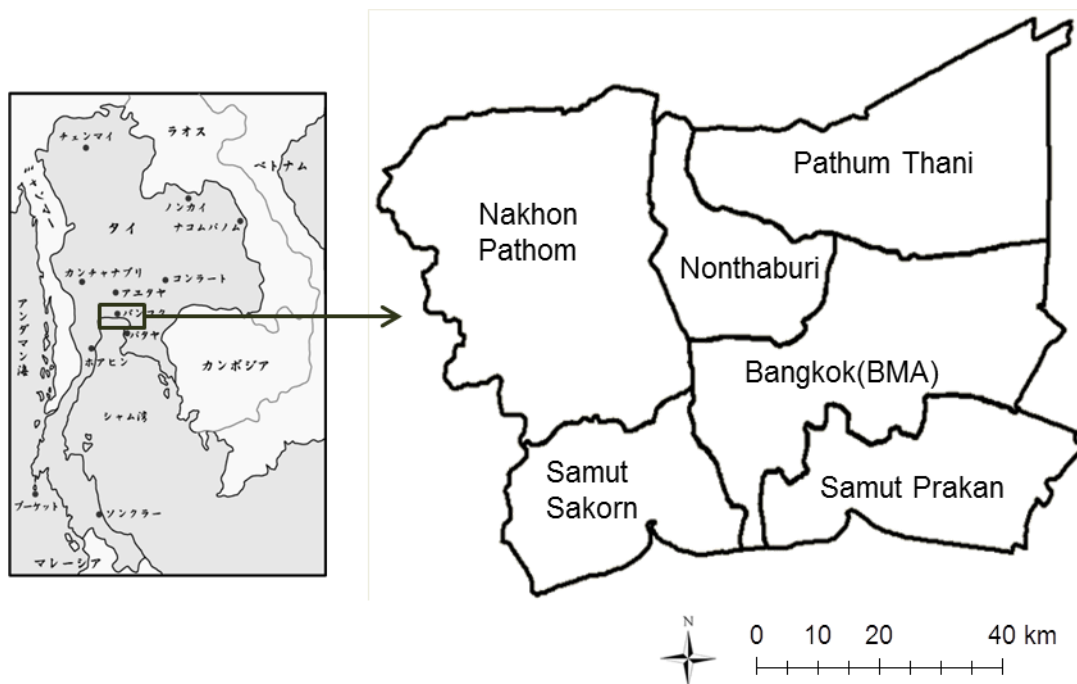 ラオス
チェンマイ
ベトナム
ミャンマー
ノンカイ
タイ
ナコムパノム
カンチャナブリ
コンラート
アユタヤ
バンコク
パタヤ
アンダマン海
ホアヒン
カンボジア
シャム湾
プーケット
ソンクラー
マレーシア
Pathum Thani
Nakhon
Pathom
Nonthaburi
Bangkok(BMA)
Samut
Sakorn
Samut Prakan
N
0 10 20 40 km